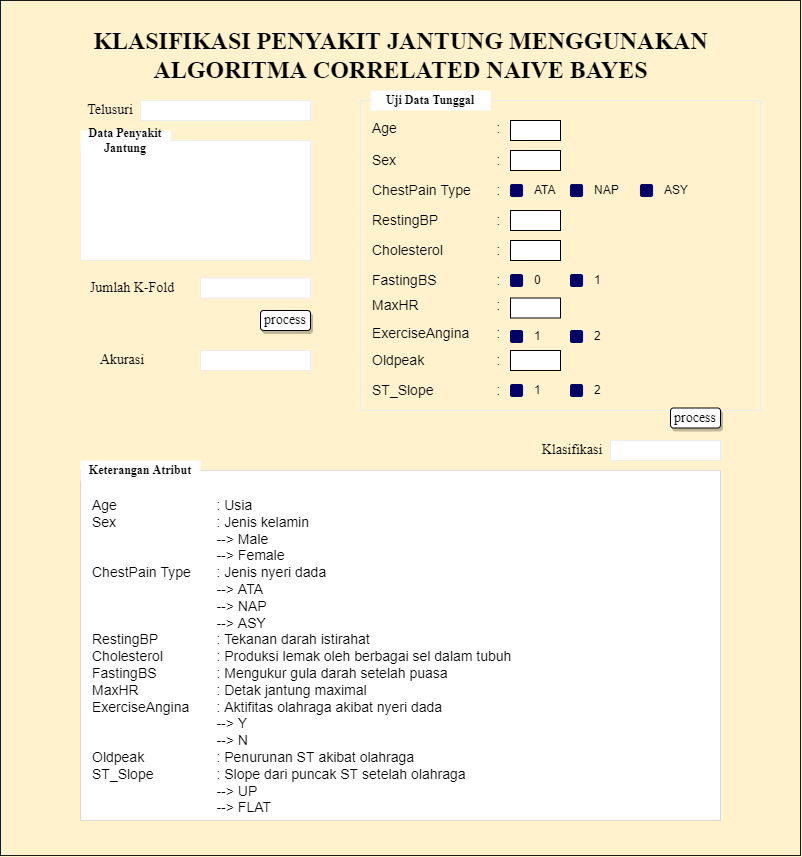 KLASIFIKASI PENYAKIT JANTUNG MENGGUNAKAN
ALGORITMA CORRELATED NAIVE BAYES
Telusuri
Data Penyakit
Jantung
Jumlah K-Fold
process
Akurasi
Uji Data Tunggal
Age :
Sex :
ChestPain Type : ATA NAP ASY
RestingBP :
Cholesterol :
FastingBS : 0 1
MaxHR :
ExerciseAngina : 1 2
Oldpeak :
ST_Slope : 1 2
process
Klasifikasi
Keterangan Atribut
Age : Usia
Sex : Jenis kelamin
--> Male
--> Female
ChestPain Type : Jenis nyeri dada
--> ATA
--> NAP
--> ASY
RestingBP : Tekanan darah istirahat
Cholesterol : Produksi lemak oleh berbagai sel dalam tubuh
FastingBS : Mengukur gula darah setelah puasa
MaxHR : Detak jantung maximal
ExerciseAngina : Aktifitas olahraga akibat nyeri dada
--> Y
--> N
Oldpeak : Penurunan ST akibat olahraga
ST_Slope : Slope dari puncak ST setelah olahraga
--> UP
--> FLAT